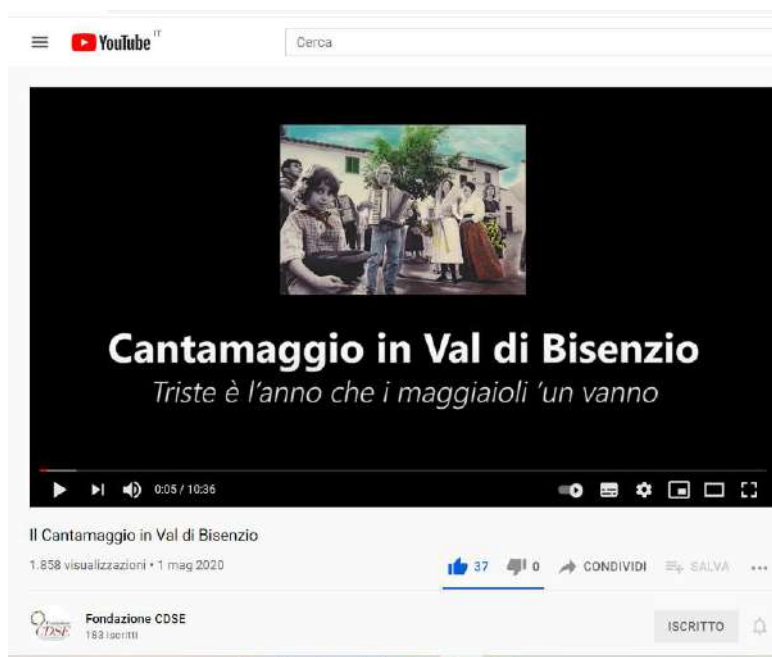 YouTube IT
Cerca
Cantamaggio in Val di Bisenzio
Triste è l'anno che i maggiaioli 'un vanno
0:05 / 10:36
Il Cantamaggio in Val di Bisenzio
1.858 visualizzazioni • 1 mag 2020
37 0 CONDIVIDI SALVA
Fondazione
CDSE
Fondazione CDSE
183 iscritti
ISCRITTO